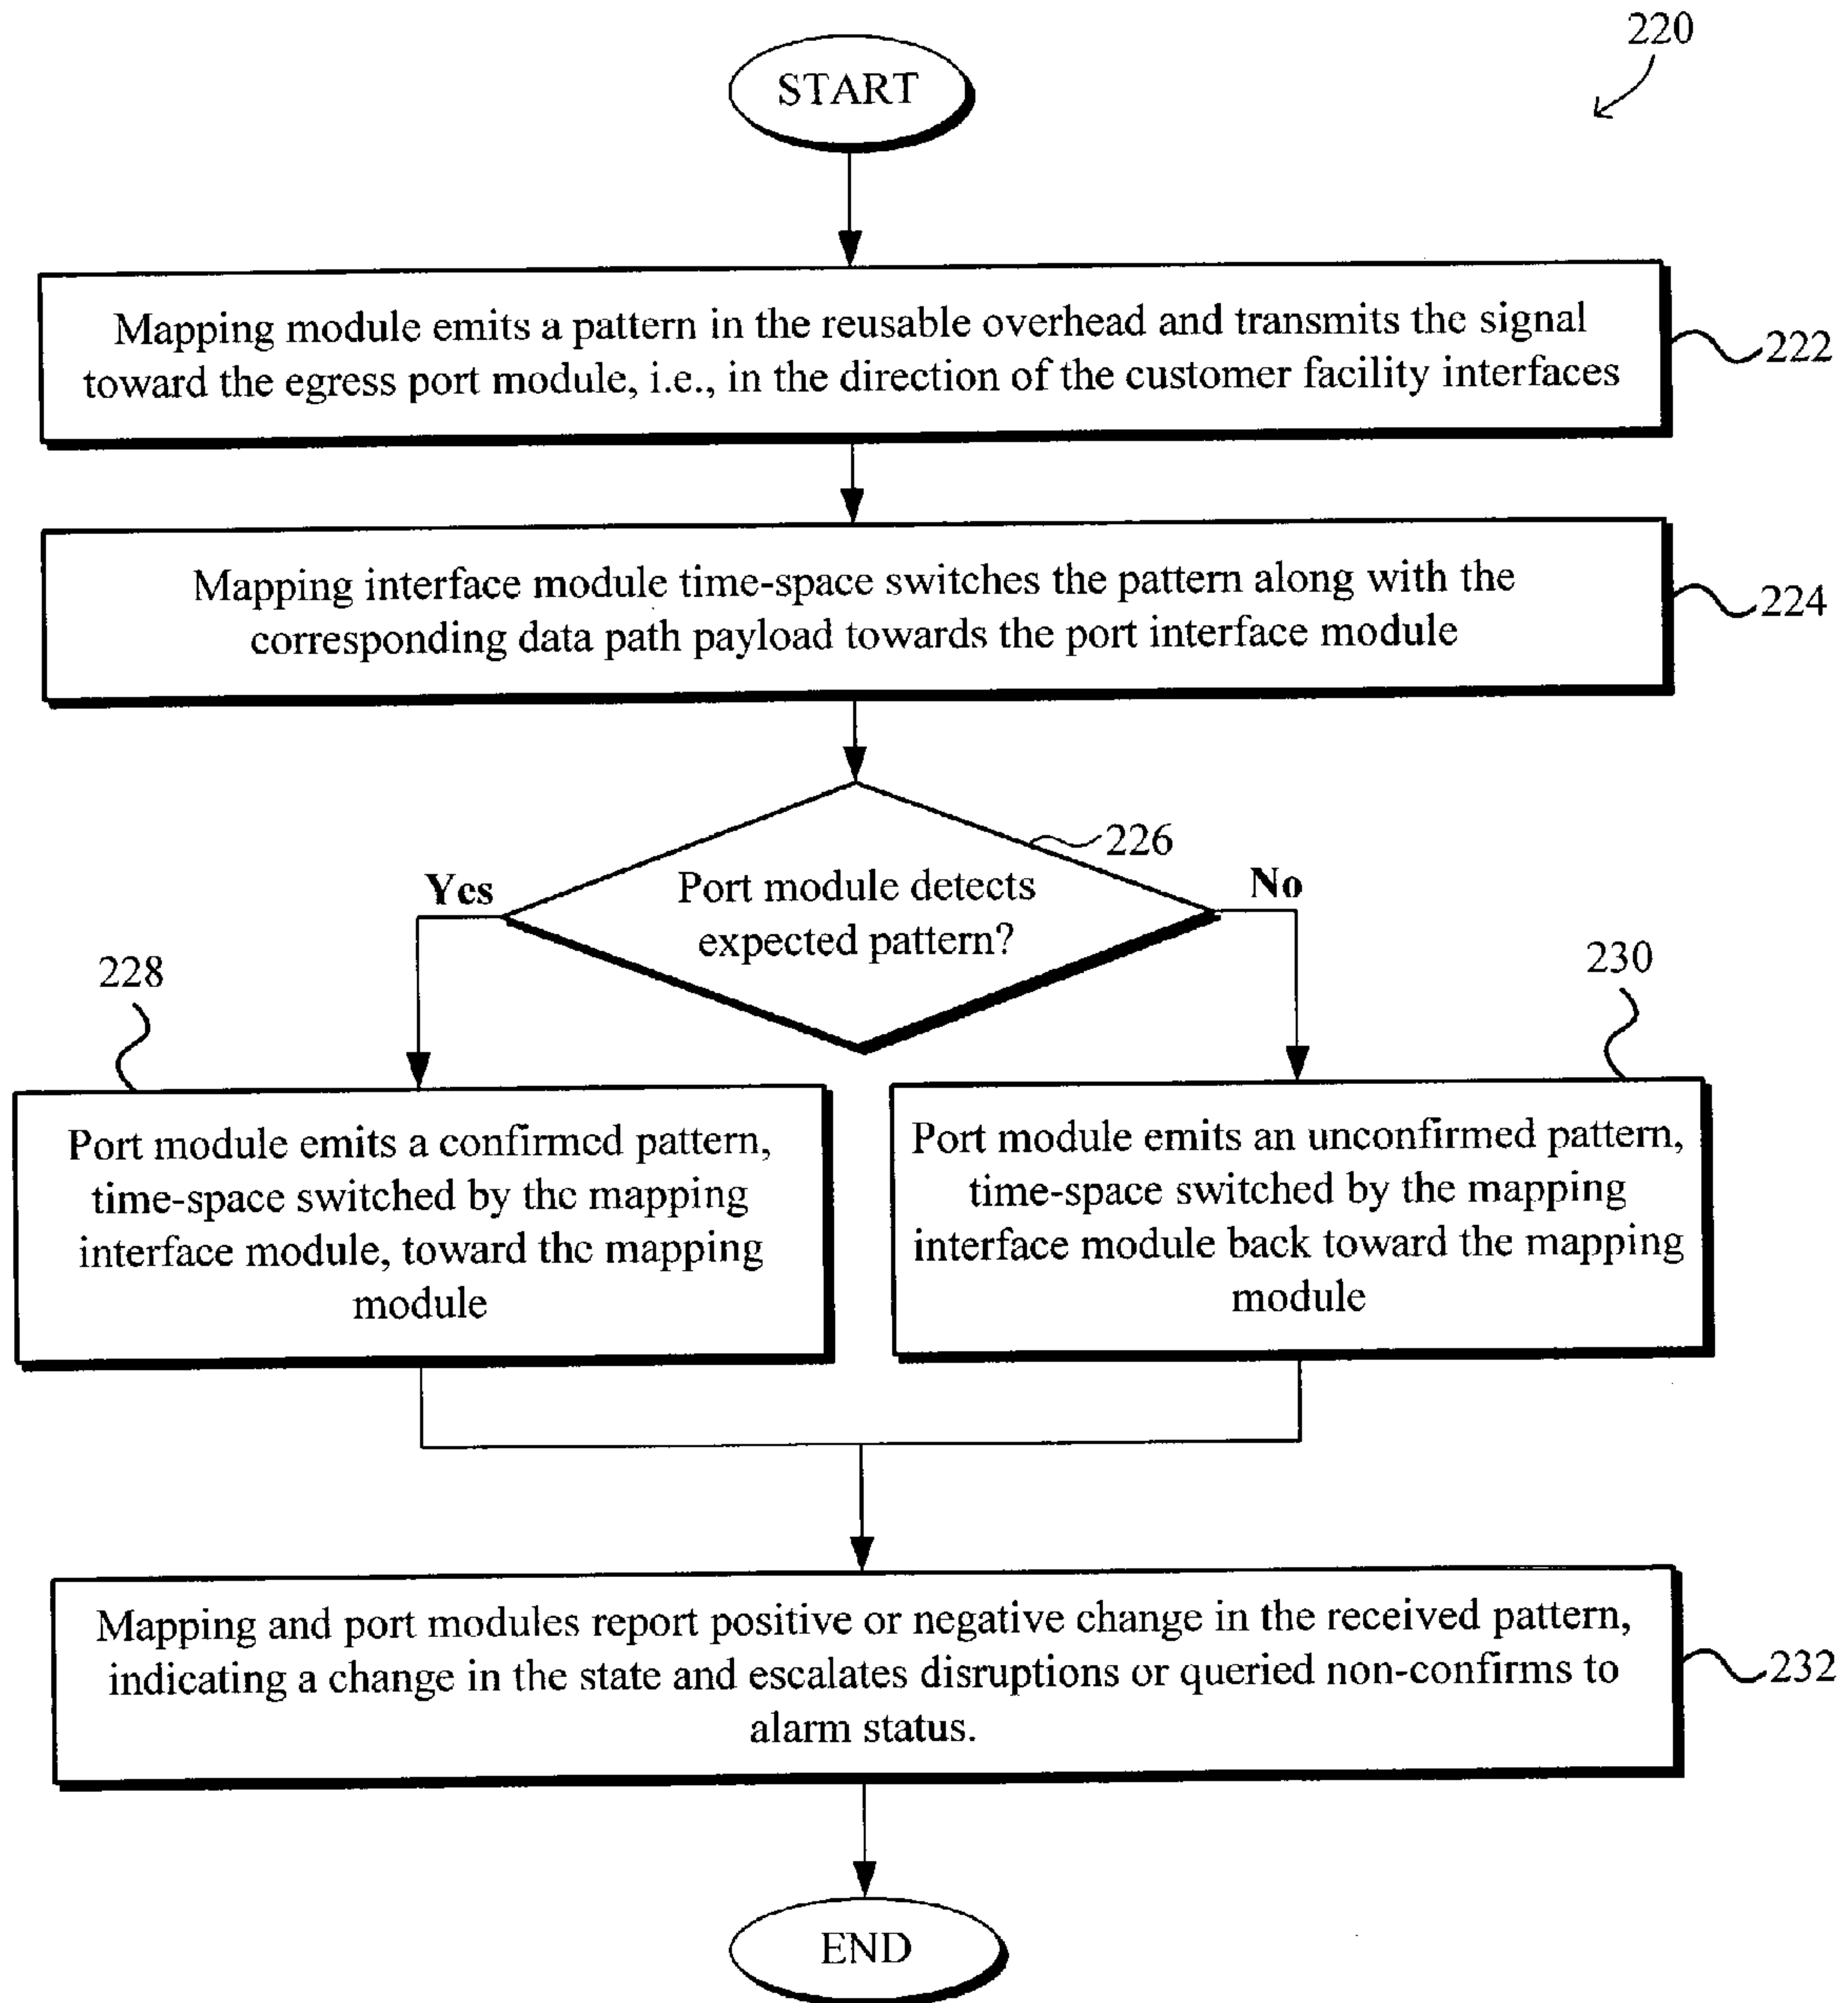 220
START
Mapping module emits a pattern in the reusable overhead and transmits the signal
toward the egress port module, i.e., in the direction of the customer facility interfaces
222
Mapping interface module time-space switches the pattern along with the
corresponding data path payload towards the port interface module
224
226
Port module detects
expected pattern?
Yes
No
228
230
Port module emits a confirmed pattern,
time-space switched by the mapping
interface module, toward the mapping
module
Port module emits an unconfirmed pattern,
time-space switched by the mapping
interface module back toward the mapping
module
Mapping and port modules report positive or negative change in the received pattern,
indicating a change in the state and escalates disruptions or queried non-confirms to
alarm status.
232
END